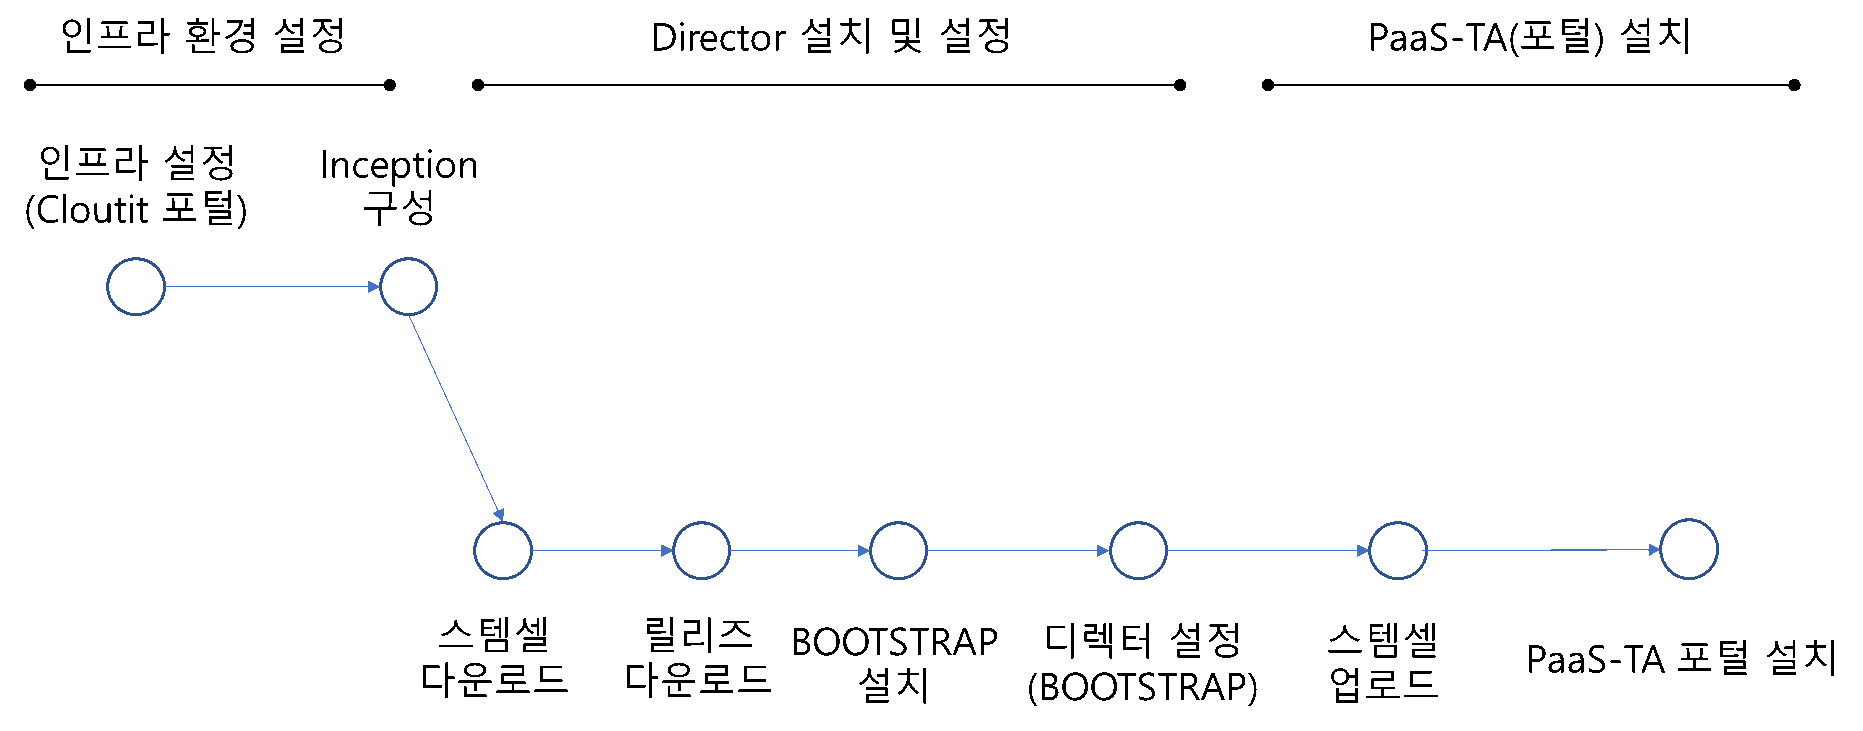 인프라 환경 설정
Director 설치 및 설정
PaaS-TA(포털) 설치
인프라 설정
(Cloutit 포털)
Inception
구성
스템셀
다운로드
릴리즈
다운로드
BOOTSTRAP
설치
디렉터 설정
(BOOTSTRAP)
스템셀
업로드
PaaS-TA 포털 설치